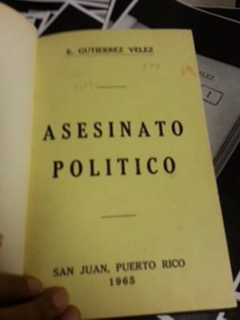 E. GUTIERREZ VELEZ
ASESINATO
POLITICO
SAN JUAN, PUERTO RICO
1965